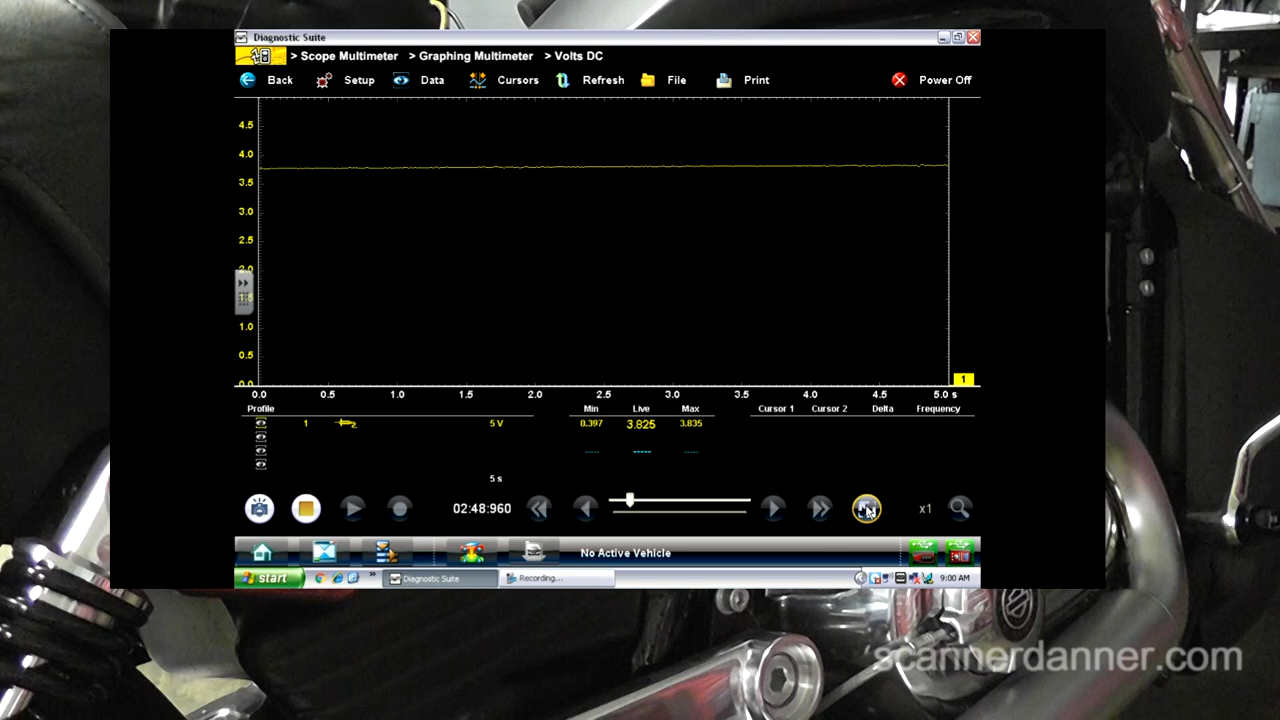 Diagnostic Suite
> Scope Multimeter > Graphing Multimeter > Volts DC
Back Setup Data Cursors Refresh File Print Power Off
4.5
4.0
3.5
3.0
2.5
2.0
1.5
1.0
0.5
0.0
1
0.0 0.5 1.0 1.5 2.0 2.5 3.0 3.5 4.0 4.5 5.0 s
Profile Min Live Max Cursor 1 Cursor 2 Delta Frequency
1 5 V 0.397 3.825 3.835
----- ----- -----
5 s
02:48:960 x1
No Active Vehicle
start Diagnostic Suite Recording... 9:00 AM
scannerdanner.com